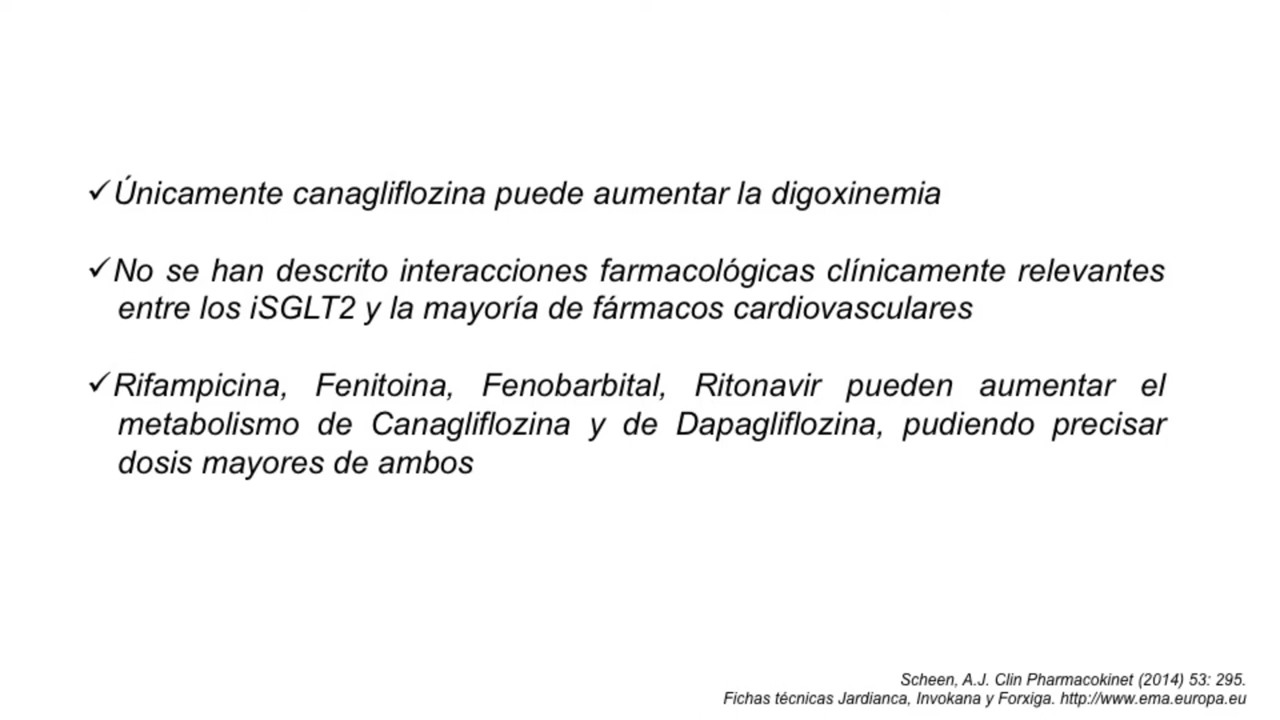 ✓Únicamente canagliflozina puede aumentar la digoxinemia
✓No se han descrito interacciones farmacológicas clínicamente relevantes
entre los iSGLT2 y la mayoría de fármacos cardiovasculares
✓Rifampicina, Fenitoina, Fenobarbital, Ritonavir pueden aumentar el
metabolismo de Canagliflozina y de Dapagliflozina, pudiendo precisar
dosis mayores de ambos
Scheen, A.J. Clin Pharmacokinet (2014) 53: 295.
Fichas técnicas Jardianca, Invokana y Forxiga. http://www.ema.europa.eu